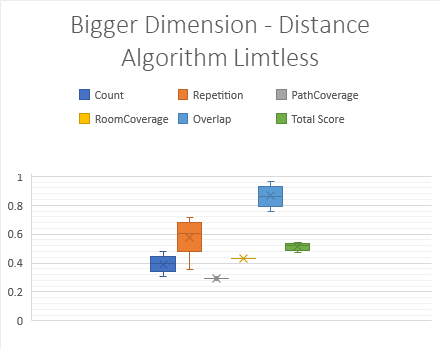 Bigger Dimension - Distance
Algorithm Limtless
Count Repetition PathCoverage
RoomCoverage Overlap Total Score
1
0.8
0.6
0.4
0.2
0